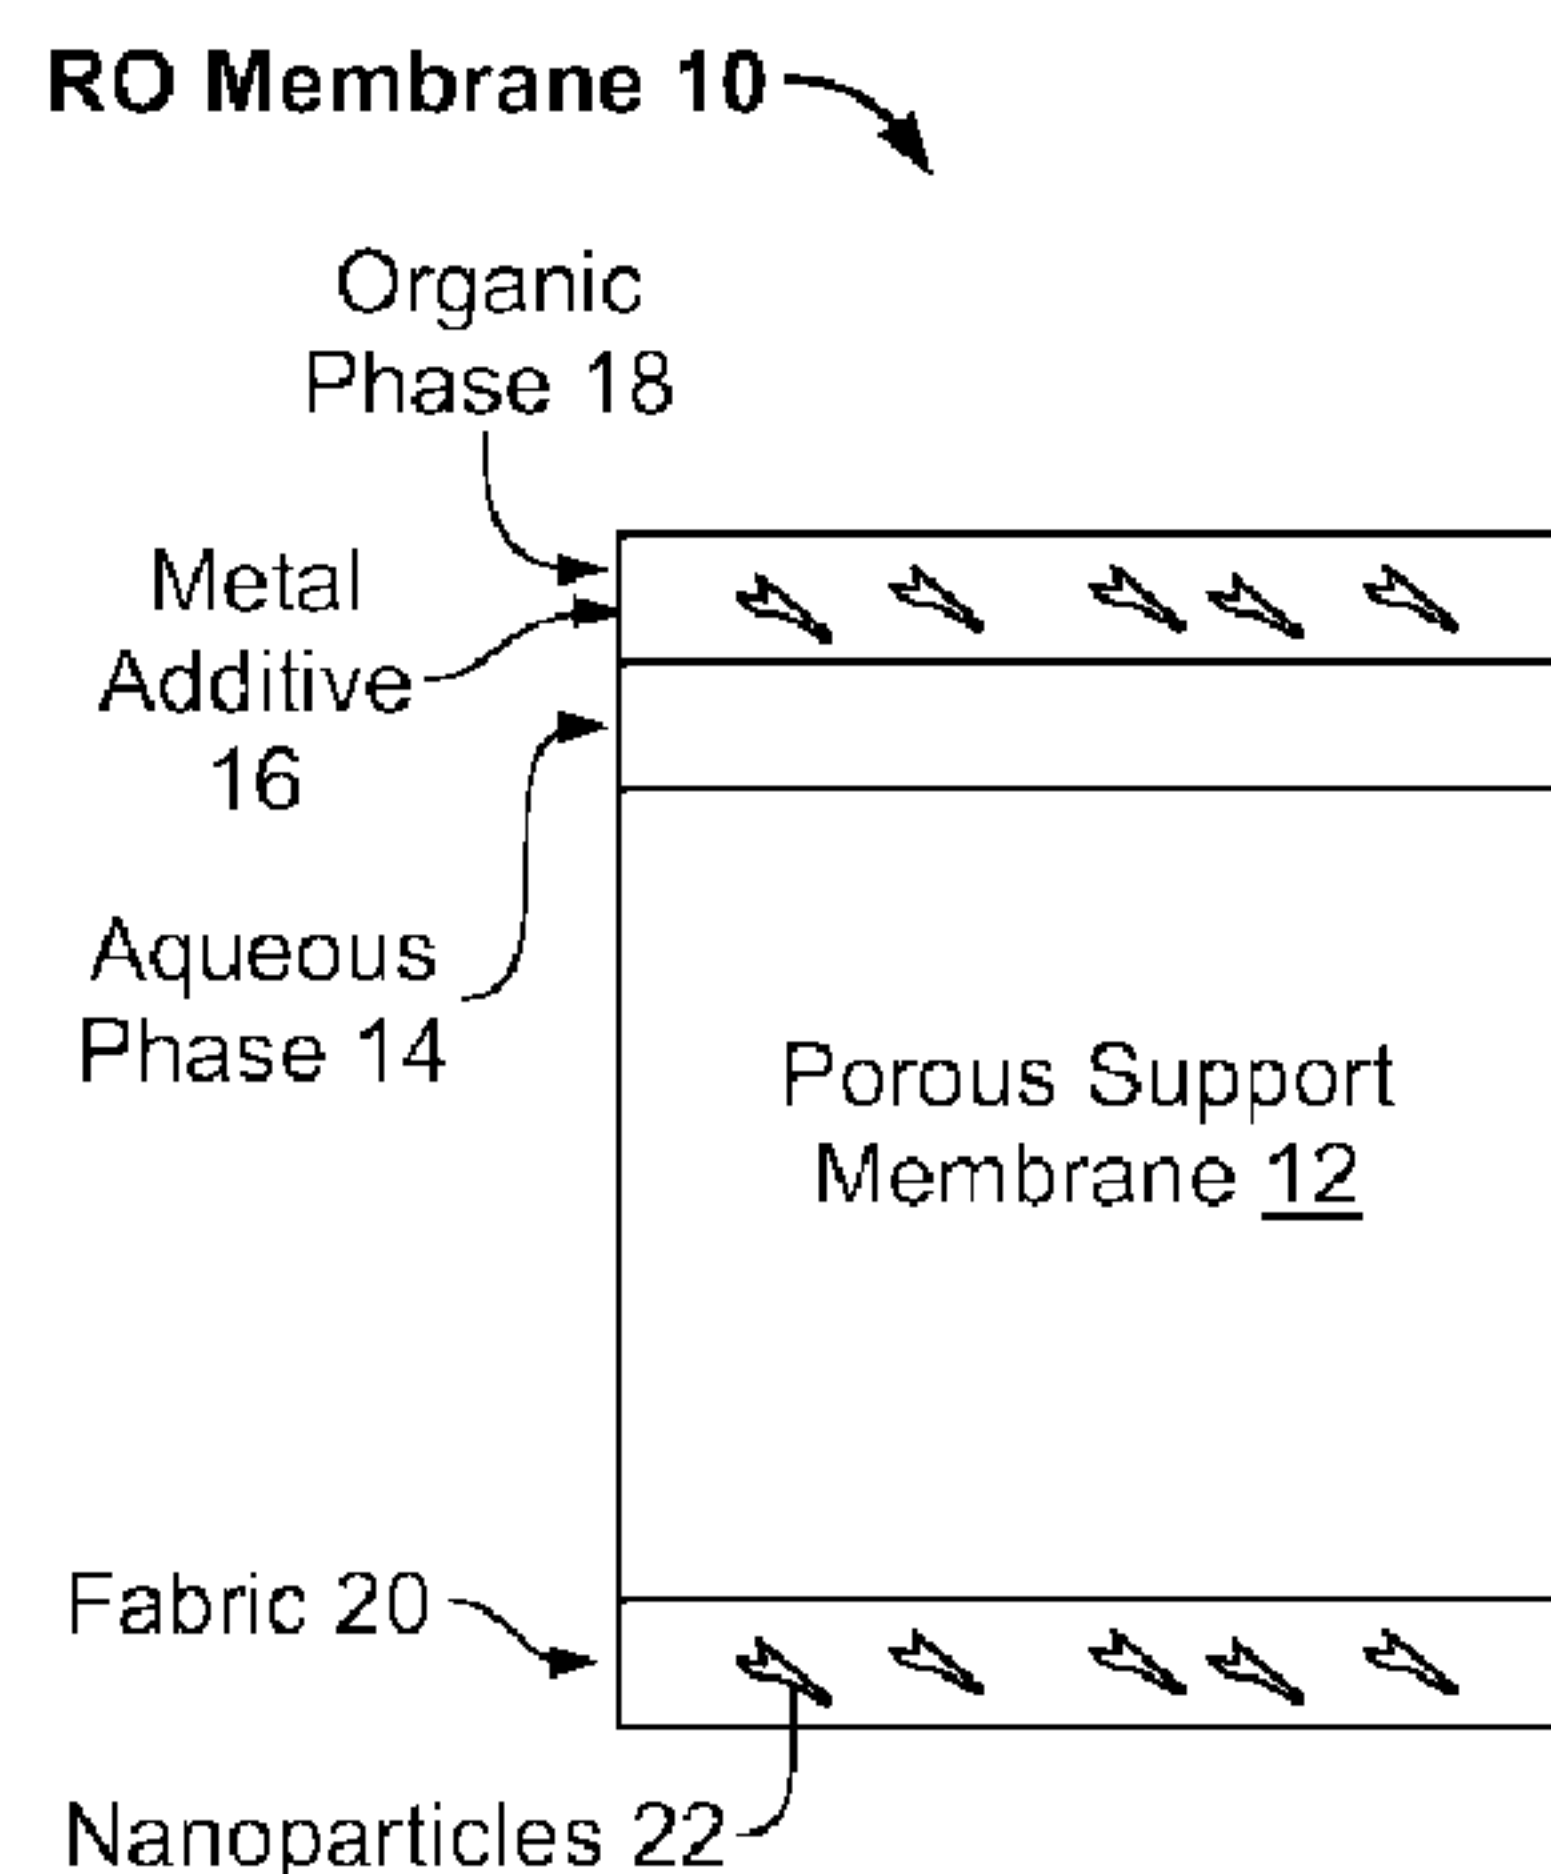 RO Membrane 10
Organic
Phase 18
Metal
Additive
16
Aqueous
Phase 14
Porous Support
Membrane 12
Fabric 20
Nanoparticles 22